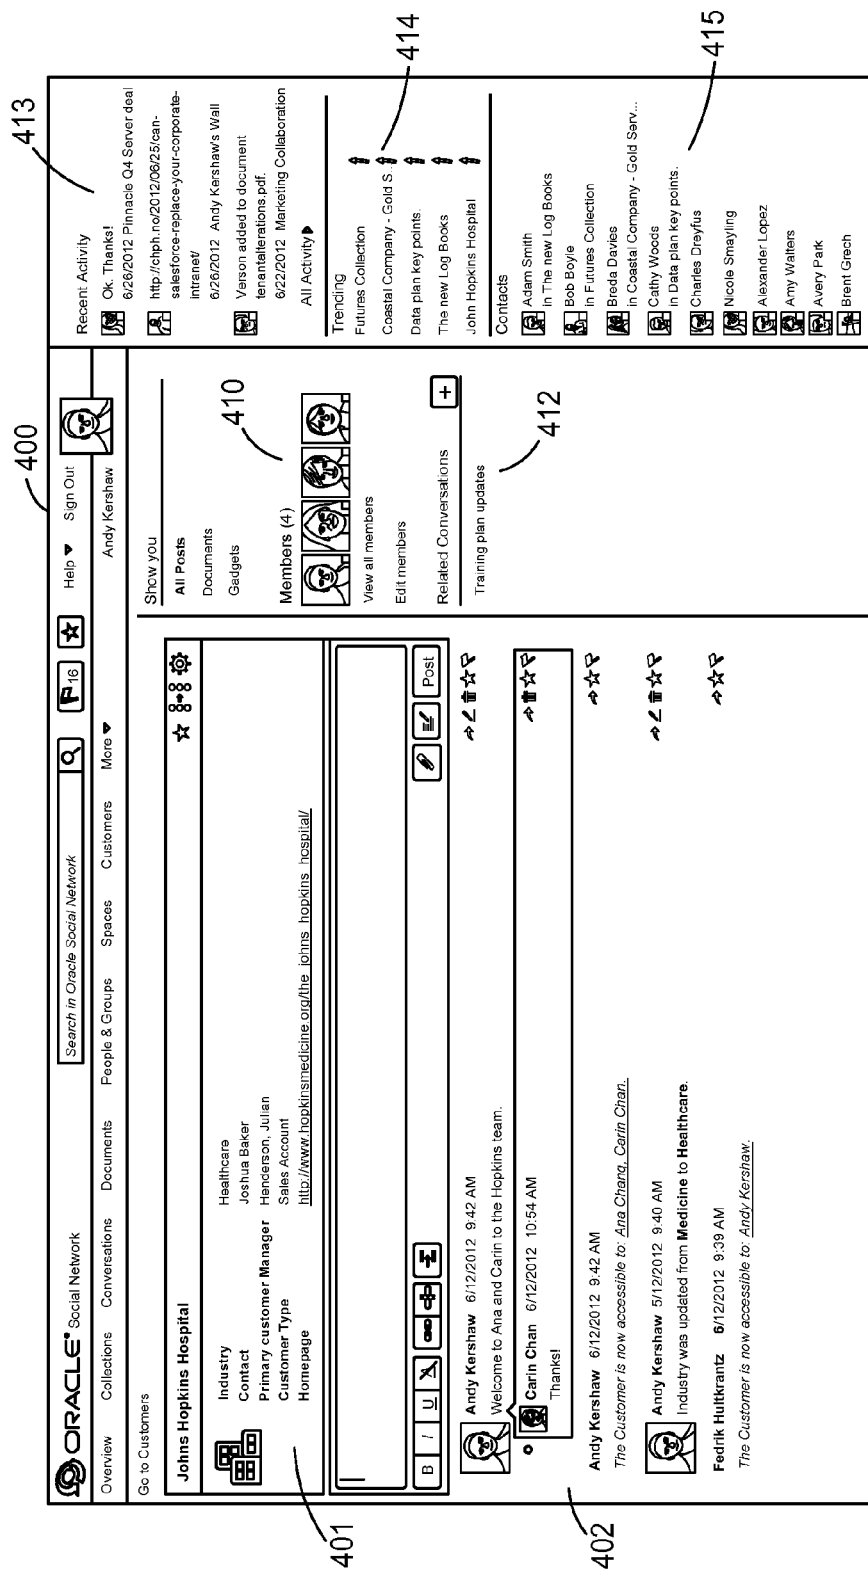 400
ORACLE® Social Network
Search in Oracle Social Network
16
Help
Sign Out
Overview
Collections
Conversations
Documents
People & Groups
Spaces
Customers
More
Andy Kershaw
Go to Customers
Johns Hopkins Hospital
Industry Healthcare
Contact Joshua Baker
Primary customer Manager Henderson, Julian
Customer Type Sales Account
Homepage http://www.hopkinsmedicine.org/the_johns_hopkins_hospital/
401
B I U A
Post
Andy Kershaw 6/12/2012 9:42 AM
Welcome to Ana and Carin to the Hopkins team.
Carin Chan 6/12/2012 10:54 AM
Thanks!
402
Andy Kershaw 6/12/2012 9:42 AM
The Customer is now accessible to: Ana Chang, Carin Chan.
Andy Kershaw 5/12/2012 9:40 AM
Industry was updated from Medicine to Healthcare.
Fedrik Hultkrantz 6/12/2012 9:39 AM
The Customer is now accessible to: Andy Kershaw.
Show you
All Posts
Documents
Gadgets
Members (4)
410
View all members
Edit members
Related Conversations +
Training plan updates
412
Recent Activity
413
Ok. Thanks!
6/26/2012 Pinnacle Q4 Server deal
http://chph.no/2012/06/25/can-
salesforce-replace-your-corporate-
intranet/
6/26/2012 Andy Kershaw's Wall
Verson added to document
tenantalterations.pdf.
6/22/2012 Marketing Collaboration
All Activity
Trending
414
Futures Collection
Coastal Company - Gold S..
Data plan key points.
The new Log Books
John Hopkins Hospital
Contacts
415
Adam Smith
in The new Log Books
Bob Boyle
in Futures Collection
Breda Davies
in Coastal Company - Gold Serv...
Cathy Woods
in Data plan key points.
Charles Dreyfus
Nicole Smayling
Alexander Lopez
Amy Walters
Avery Park
Brent Grech